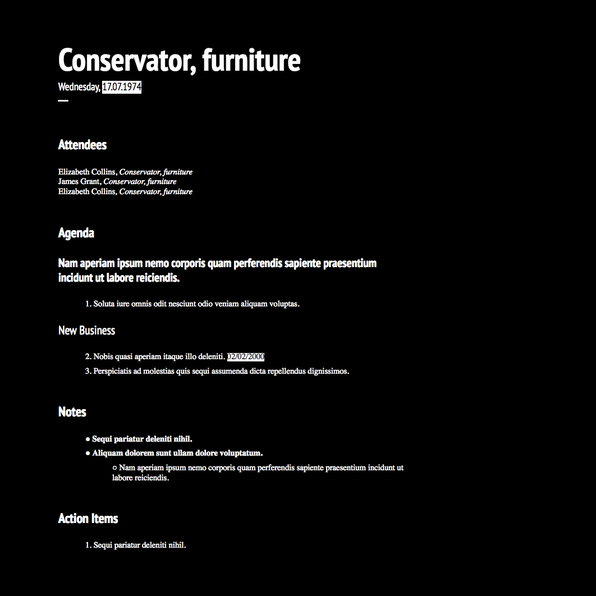 Conservator, furniture
Wednesday, 17.07.1974
—
Attendees
Elizabeth Collins, Conservator, furniture
James Grant, Conservator, furniture
Elizabeth Collins, Conservator, furniture
Agenda
Nam aperiam ipsum nemo corporis quam perferendis sapiente praesentium
incidunt ut labore reiciendis.
1. Soluta iure omnis odit nesciunt odio veniam aliquam voluptas.
New Business
2. Nobis quasi aperiam itaque illo deleniti. 02/02/2000
3. Perspiciatis ad molestias quis sequi assumenda dicta repellendus dignissimos.
Notes
● Sequi pariatur deleniti nihil.
● Aliquam dolorem sunt ullam dolore voluptatum.
○ Nam aperiam ipsum nemo corporis quam perferendis sapiente praesentium incidunt ut
labore reiciendis.
Action Items
1. Sequi pariatur deleniti nihil.